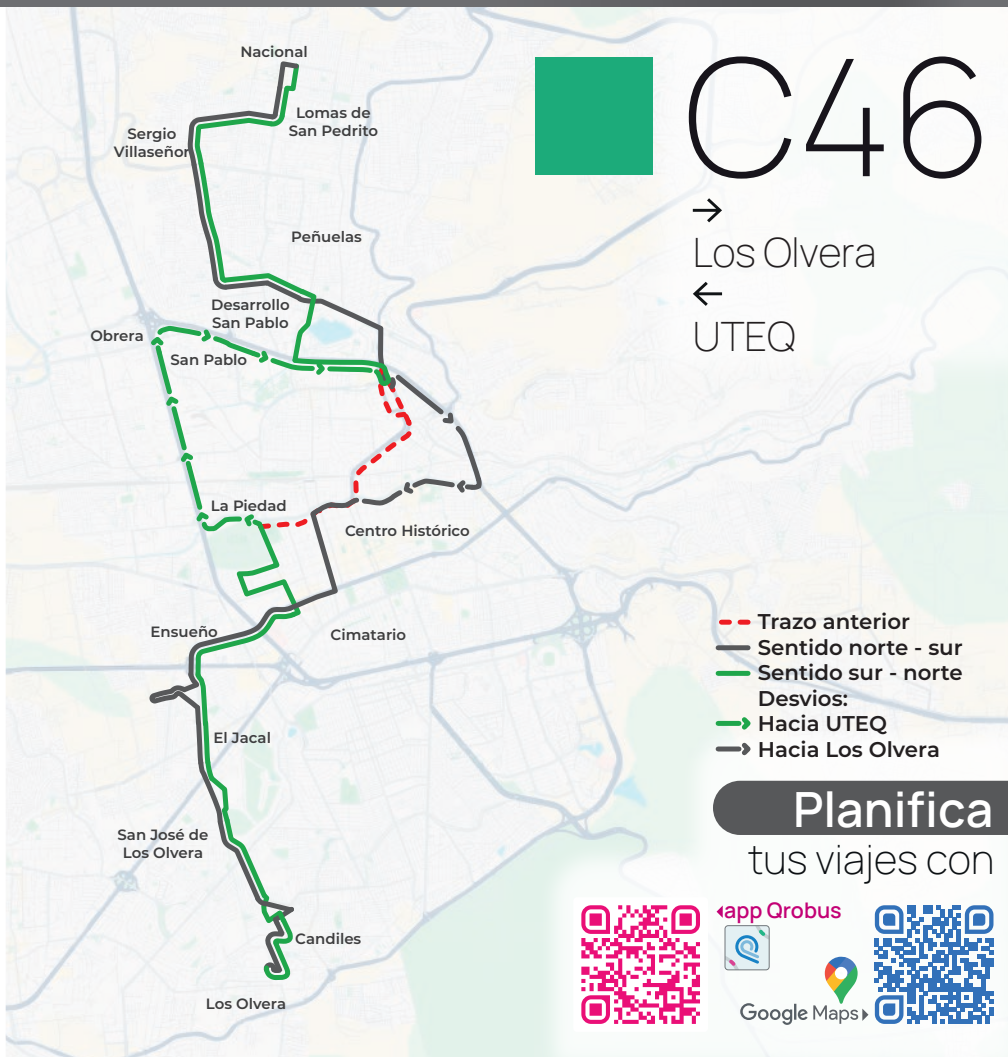 Nacional
Lomas de
San Pedrito
Sergio
Villaseñor
Peñuelas
Desarrollo
San Pablo
Obrera
San Pablo
La Piedad
Centro Histórico
Ensueño
Cimatario
El Jacal
San José de
Los Olvera
Candiles
Los Olvera
C46
→
Los Olvera
←
UTEQ
Trazo anterior
Sentido norte - sur
Sentido sur - norte
Desvios:
Hacia UTEQ
Hacia Los Olvera
Planifica
tus viajes con
app Qrobus
Google Maps